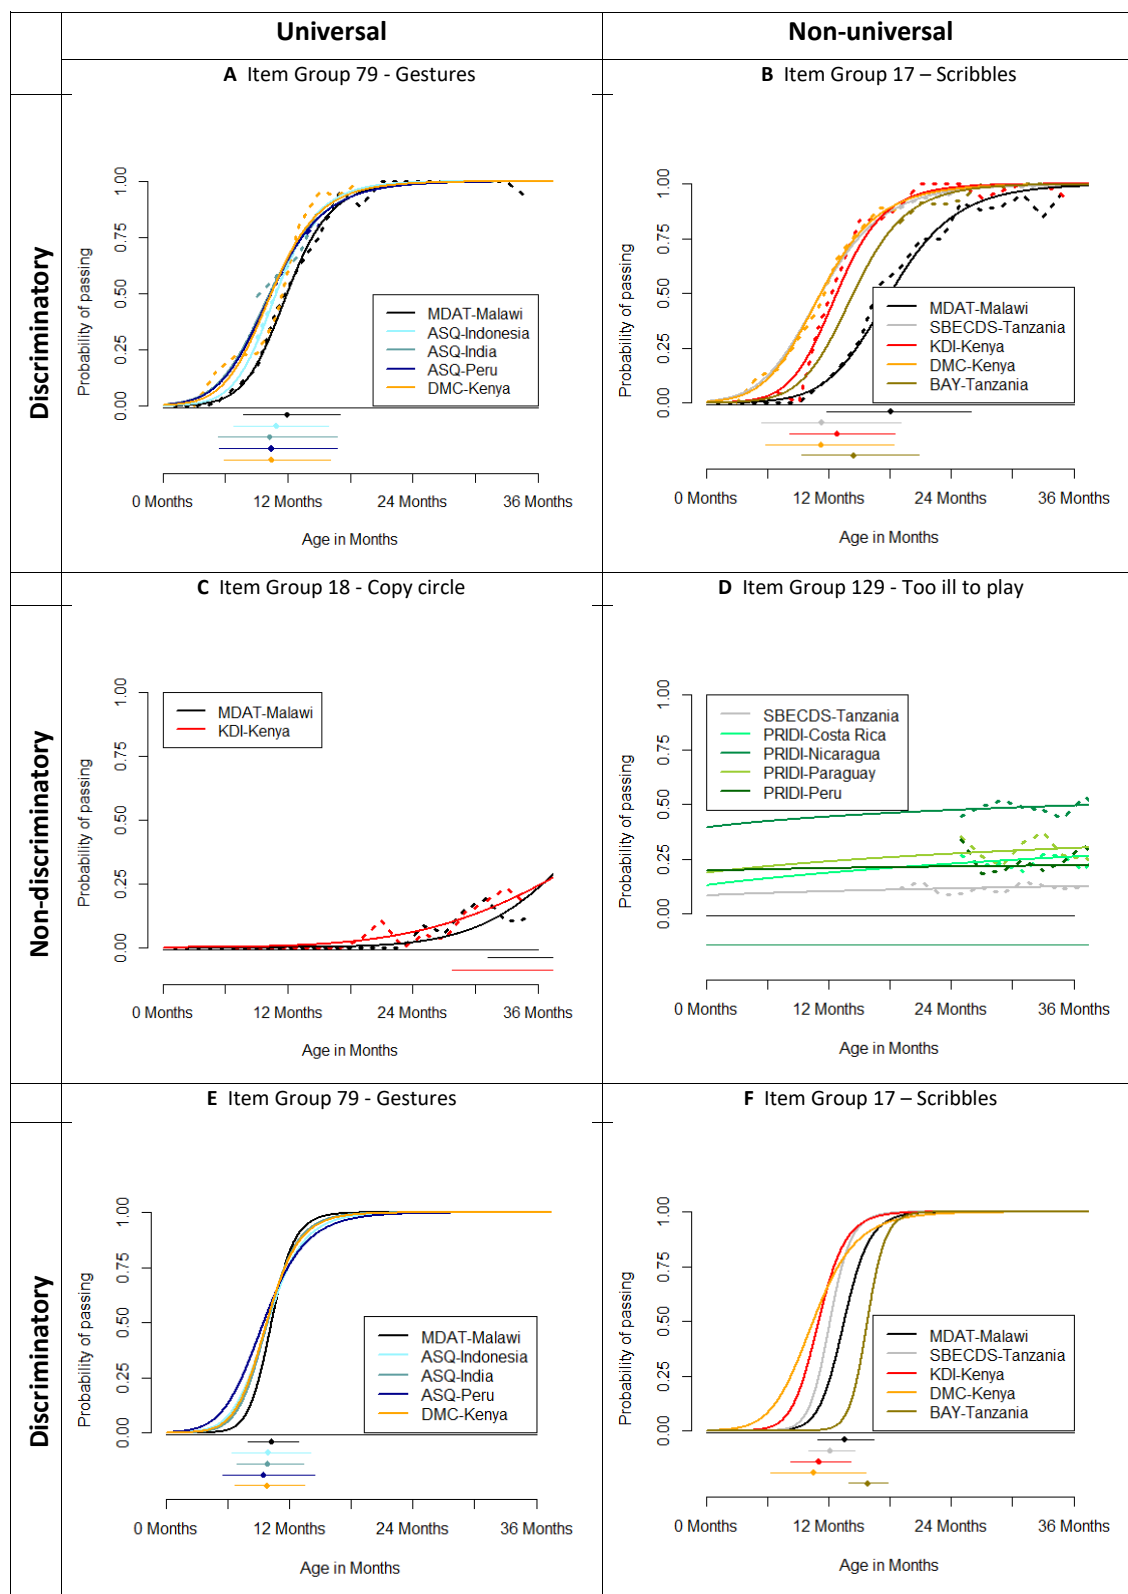 Universal
Non-universal
Discriminatory
A Item Group 79 - Gestures
Probability of passing
1.00
0.75
0.50
0.25
0.00
MDAT-Malawi
ASQ-Indonesia
ASQ-India
ASQ-Peru
DMC-Kenya
0 Months
12 Months
24 Months
36 Months
Age in Months
B Item Group 17 – Scribbles
Probability of passing
1.00
0.75
0.50
0.25
0.00
MDAT-Malawi
SBECDS-Tanzania
KDI-Kenya
DMC-Kenya
BAY-Tanzania
0 Months
12 Months
24 Months
36 Months
Age in Months
Non-discriminatory
C Item Group 18 - Copy circle
Probability of passing
1.00
0.75
0.50
0.25
0.00
MDAT-Malawi
KDI-Kenya
0 Months
12 Months
24 Months
36 Months
Age in Months
D Item Group 129 - Too ill to play
Probability of passing
1.00
0.75
0.50
0.25
0.00
SBECDS-Tanzania
PRIDI-Costa Rica
PRIDI-Nicaragua
PRIDI-Paraguay
PRIDI-Peru
0 Months
12 Months
24 Months
36 Months
Age in Months
Discriminatory
E Item Group 79 - Gestures
Probability of passing
1.00
0.75
0.50
0.25
0.00
MDAT-Malawi
ASQ-Indonesia
ASQ-India
ASQ-Peru
DMC-Kenya
0 Months
12 Months
24 Months
36 Months
Age in Months
F Item Group 17 – Scribbles
Probability of passing
1.00
0.75
0.50
0.25
0.00
MDAT-Malawi
SBECDS-Tanzania
KDI-Kenya
DMC-Kenya
BAY-Tanzania
0 Months
12 Months
24 Months
36 Months
Age in Months